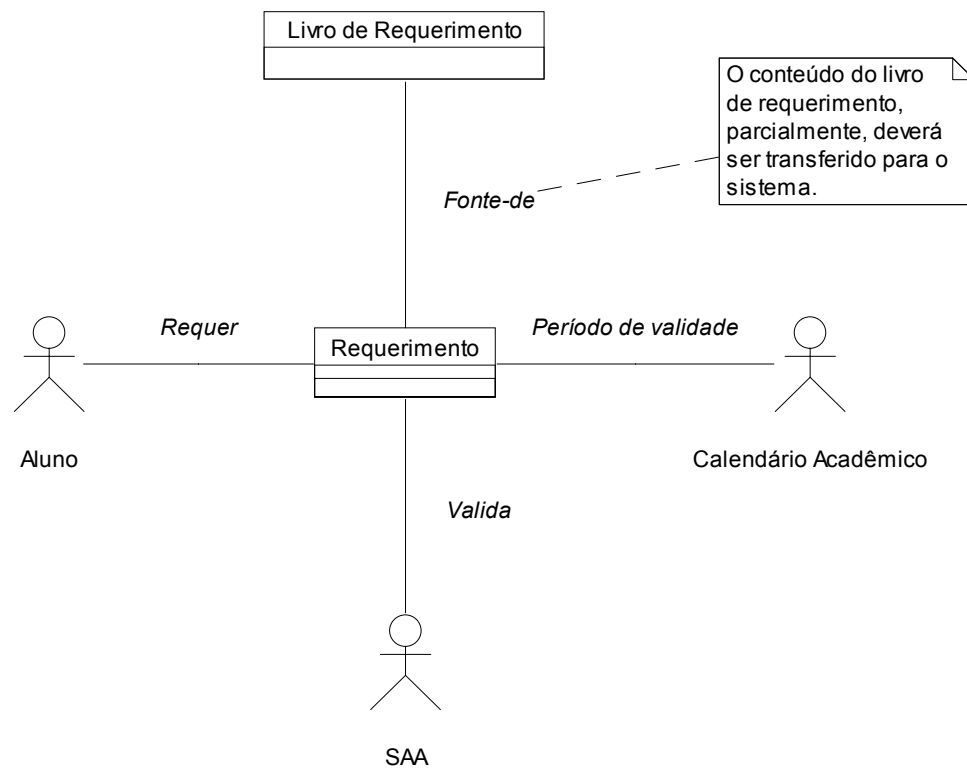 Livro de Requerimento
O conteúdo do livro
de requerimento,
parcialmente, deverá
ser transferido para o
sistema.
Fonte-de
Requer
Período de validade
Requerimento
Aluno
Calendário Acadêmico
Valida
SAA